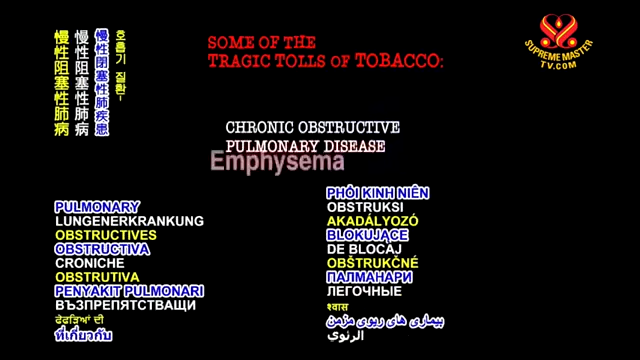 SOME OF THE
TRAGIC TOLLS OF TOBACCO:
SUPREME MASTER
TV.COM
호흡기 질환-
慢性閉塞性肺疾患
慢性阻塞性肺病
慢性阻塞性肺病
CHRONIC OBSTRUCTIVE
PULMONARY DISEASE
Emphysema
PULMONARY
LUNGENERKRANKUNG
OBSTRUCTIVES
OBSTRUCTIVA
CRONICHE
OBSTRUTIVA
PENYAKIT PULMONARI
ВЪЗПРЕПЯТСТВАЩИ
ਫੇਫੜਿਆਂ ਦੀ
ที่เกี่ยวกับ
PHỔI KINH NIÊN
OBSTRUKSI
AKADÁLYOZÓ
BLOKUJĄCE
DE BLOCAJ
OBŠTRUKČNÉ
ПАЛМАНАРИ
ЛЕГОЧНЫЕ
श्वास
بیماری های ریوی مزمن
الرئوي